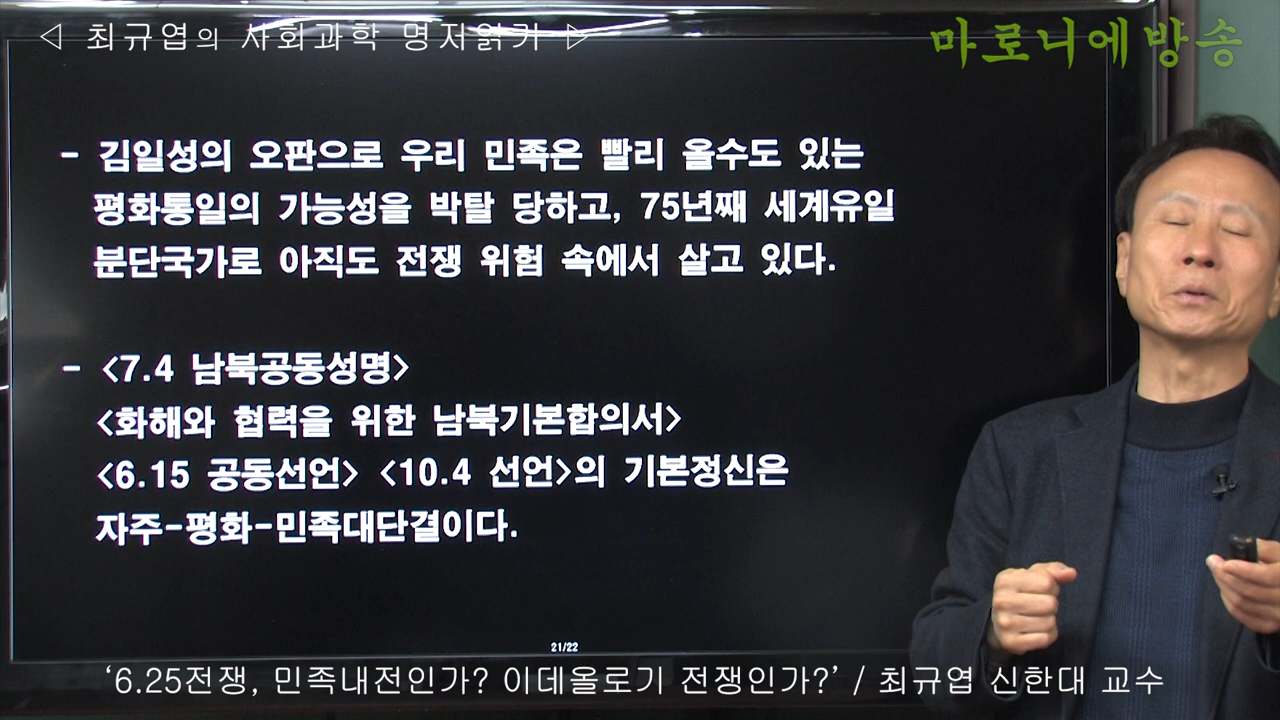 ◁ 최규엽의 사회과학 명저읽기 ▷
마로니에방송
- 김일성의 오판으로 우리 민족은 빨리 올수도 있는
평화통일의 가능성을 박탈 당하고, 75년째 세계유일
분단국가로 아직도 전쟁 위험 속에서 살고 있다.
- <7.4 남북공동성명>
<화해와 협력을 위한 남북기본합의서>
<6.15 공동선언> <10.4 선언>의 기본정신은
자주-평화-민족대단결이다.
21/22
‘6.25전쟁, 민족내전인가? 이데올로기 전쟁인가?’ / 최규엽 신한대 교수